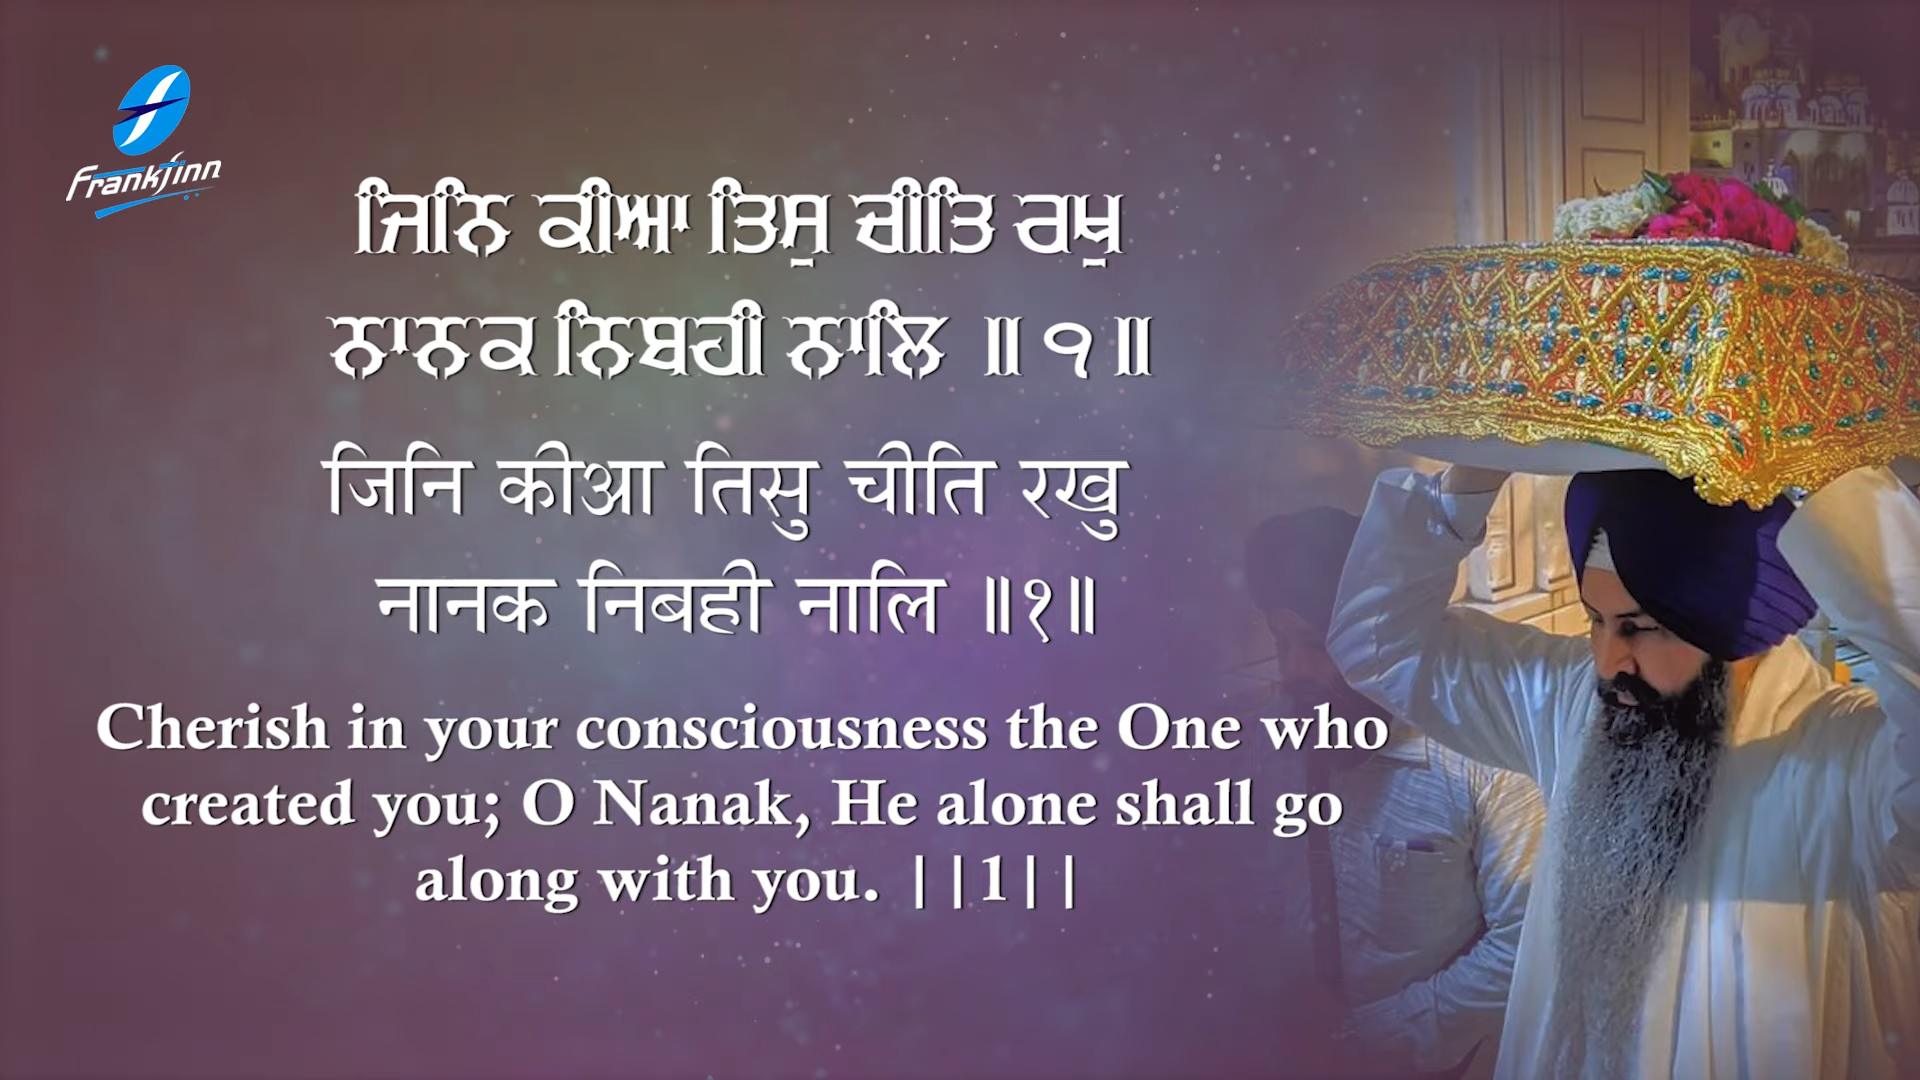 Frankfinn
ਜਿਨਿ ਕੀਆ ਤਿਸੁ ਚੀਤਿ ਰਖੁ
ਨਾਨਕ ਨਿਬਹੀ ਨਾਲਿ ॥੧॥
जिनि कीआ तिसु चीति रखु
नानक निबही नालि ॥१॥
Cherish in your consciousness the One who
created you; O Nanak, He alone shall go
along with you. ||1||